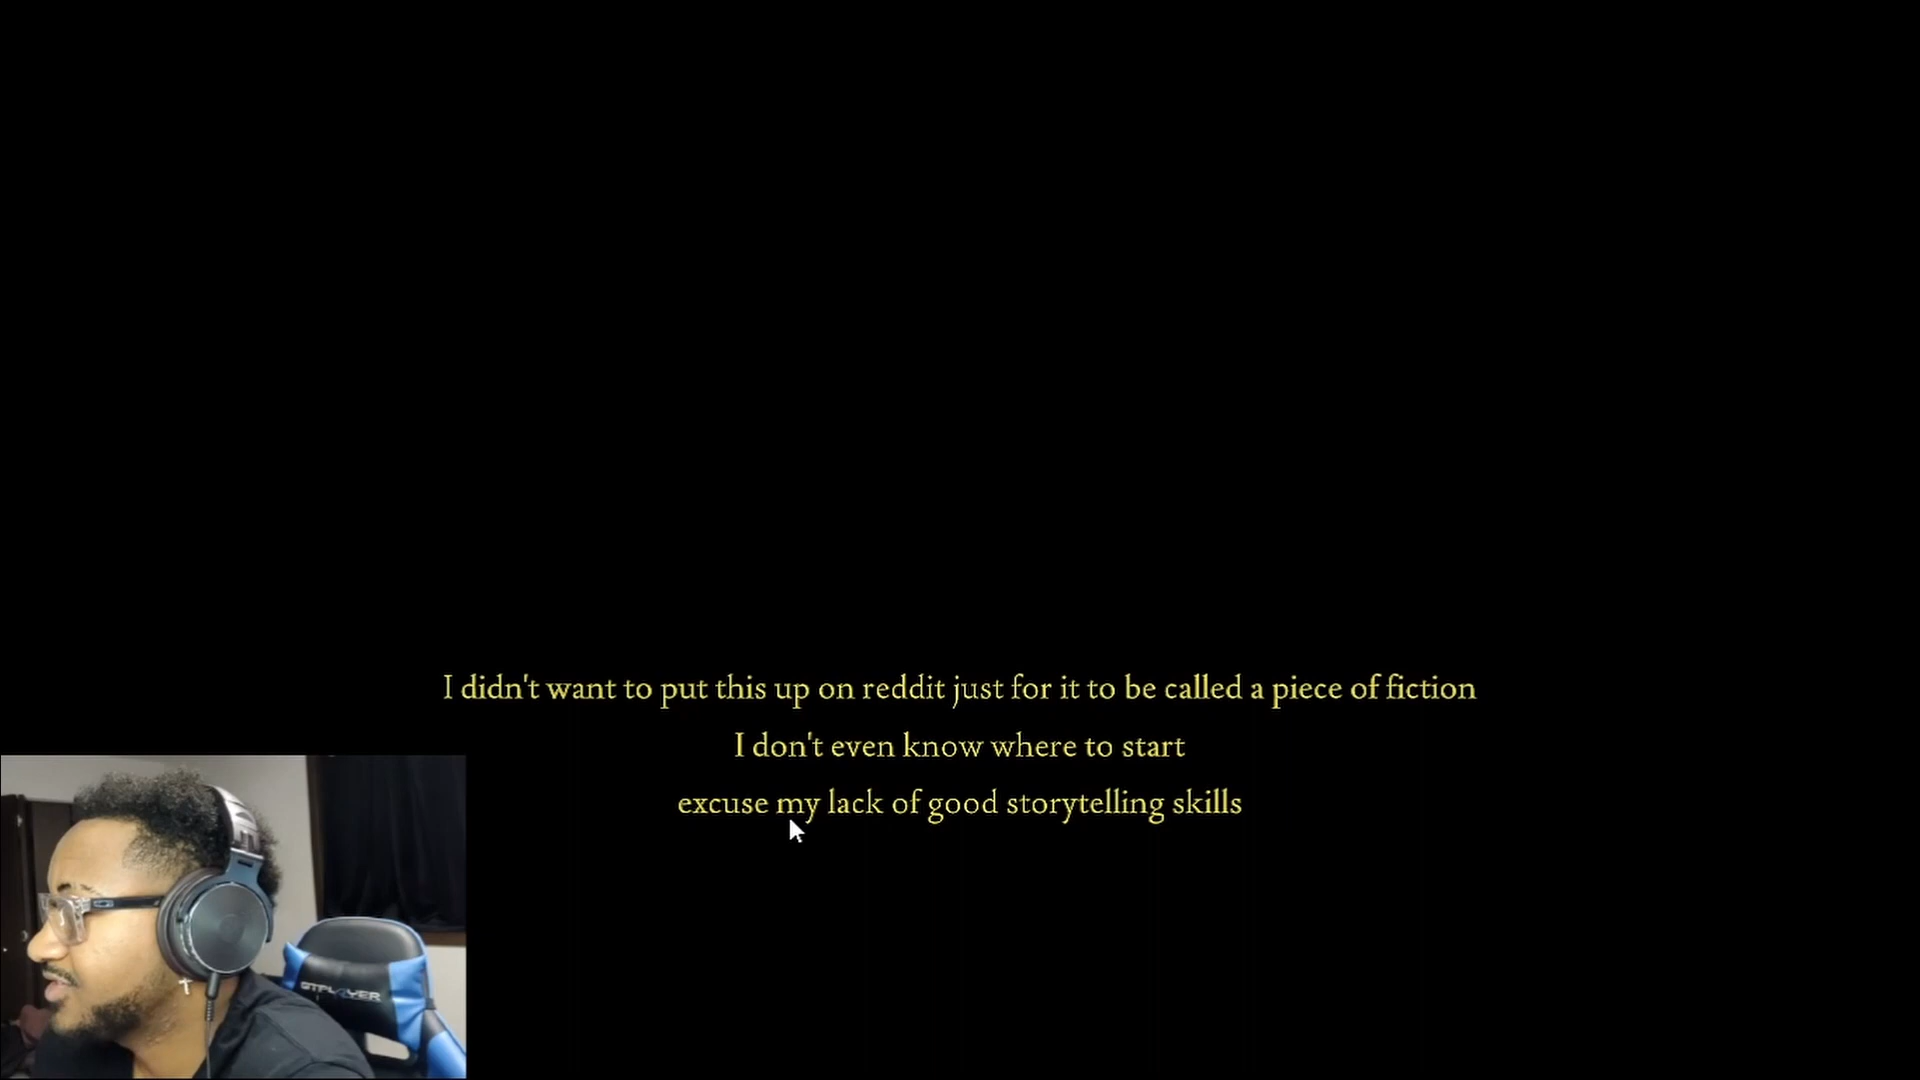 I didn't want to put this up on reddit just for it to be called a piece of fiction
I don't even know where to start
excuse my lack of good storytelling skills
GTPLAYER